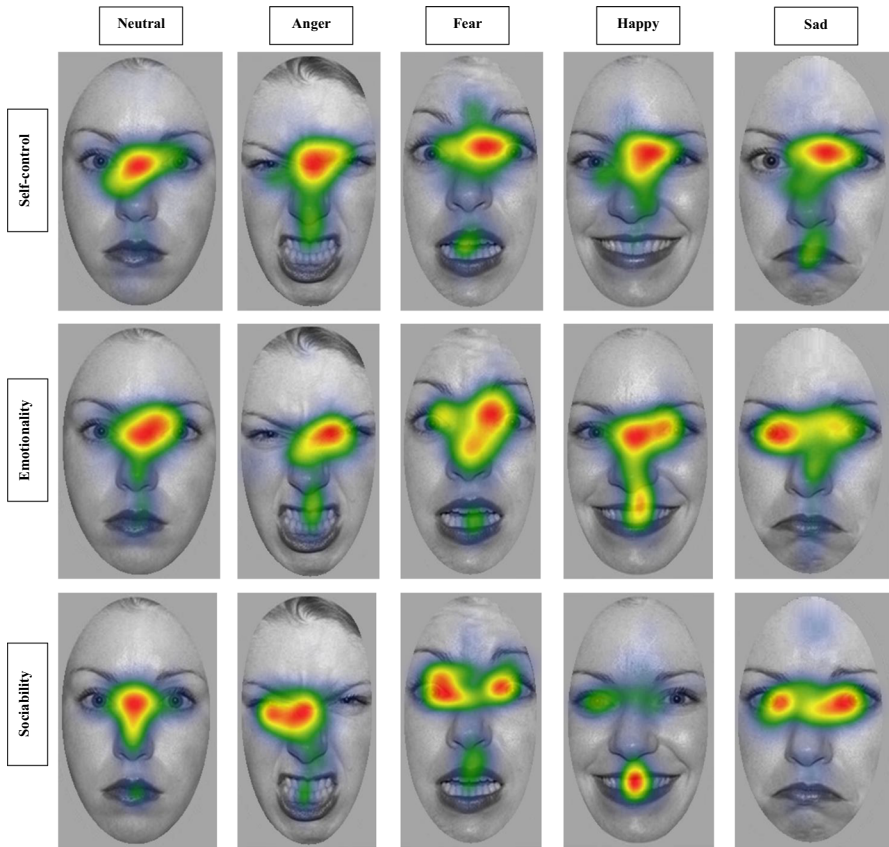 Neutral
Anger
Fear
Happy
Sad
Self-control
Emotionality
Sociability